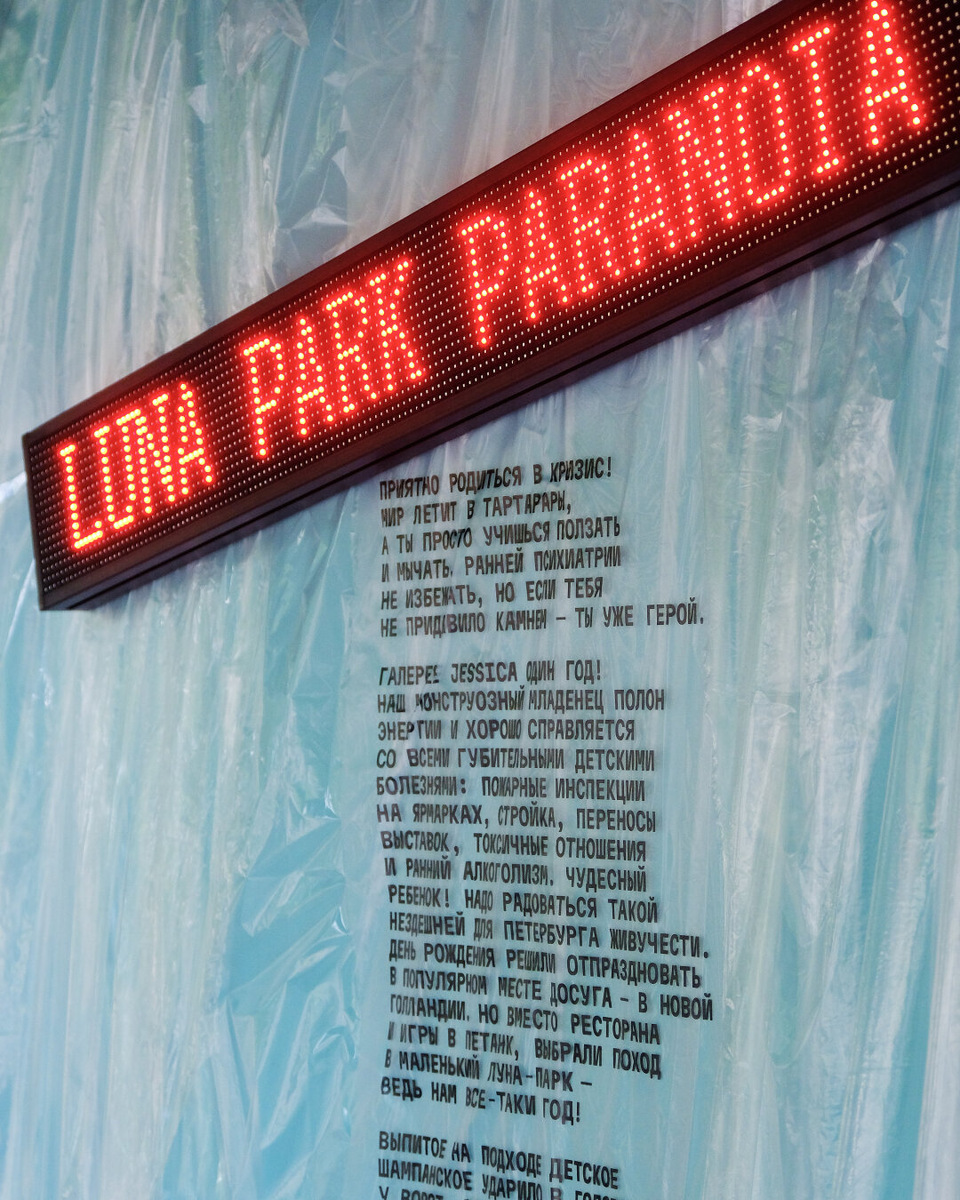 LUNA PARK PARANOIA
ПРИЯТНО РОДИТЬСЯ В КРИЗИС!
МИР ЛЕТИТ В ТАРТАРАРЫ,
А ТЫ ПРОСТО УЧИШЬСЯ ПОЛЗАТЬ
И МЫЧАТЬ. РАННЕЙ ПСИХИАТРИИ
НЕ ИЗБЕЖАТЬ, НО ЕСЛИ ТЕБЯ
НЕ ПРИДАВИЛО КАМНЕМ – ТЫ УЖЕ ГЕРОЙ.
ГАЛЕРЕЕ JESSICA ОДИН ГОД!
НАШ МОНСТРУОЗНЫЙ МЛАДЕНЕЦ ПОЛОН
ЭНЕРГИИ И ХОРОШО СПРАВЛЯЕТСЯ
СО ВСЕМИ ГУБИТЕЛЬНЫМИ ДЕТСКИМИ
БОЛЕЗНЯМИ: ПОЖАРНЫЕ ИНСПЕКЦИИ
НА ЯРМАРКАХ, СТРОЙКА, ПЕРЕНОСЫ
ВЫСТАВОК, ТОКСИЧНЫЕ ОТНОШЕНИЯ
И РАННИЙ АЛКОГОЛИЗМ. ЧУДЕСНЫЙ
РЕБЕНОК! НАДО РАДОВАТЬСЯ ТАКОЙ
НЕЗДЕШНЕЙ ДЛЯ ПЕТЕРБУРГА ЖИВУЧЕСТИ.
ДЕНЬ РОЖДЕНИЯ РЕШИЛИ ОТПРАЗДНОВАТЬ
В ПОПУЛЯРНОМ МЕСТЕ ДОСУГА – В НОВОЙ
ГОЛЛАНДИИ. НО ВМЕСТО РЕСТОРАНА
И ИГРЫ В ПЕТАНК, ВЫБРАЛИ ПОХОД
В МАЛЕНЬКИЙ ЛУНА-ПАРК –
ВЕДЬ НАМ ВСЕ-ТАКИ ГОД!
ВЫПИТОЕ НА ПОДХОДЕ ДЕТСКОЕ
ШАМПАНСКОЕ УДАРИЛО В